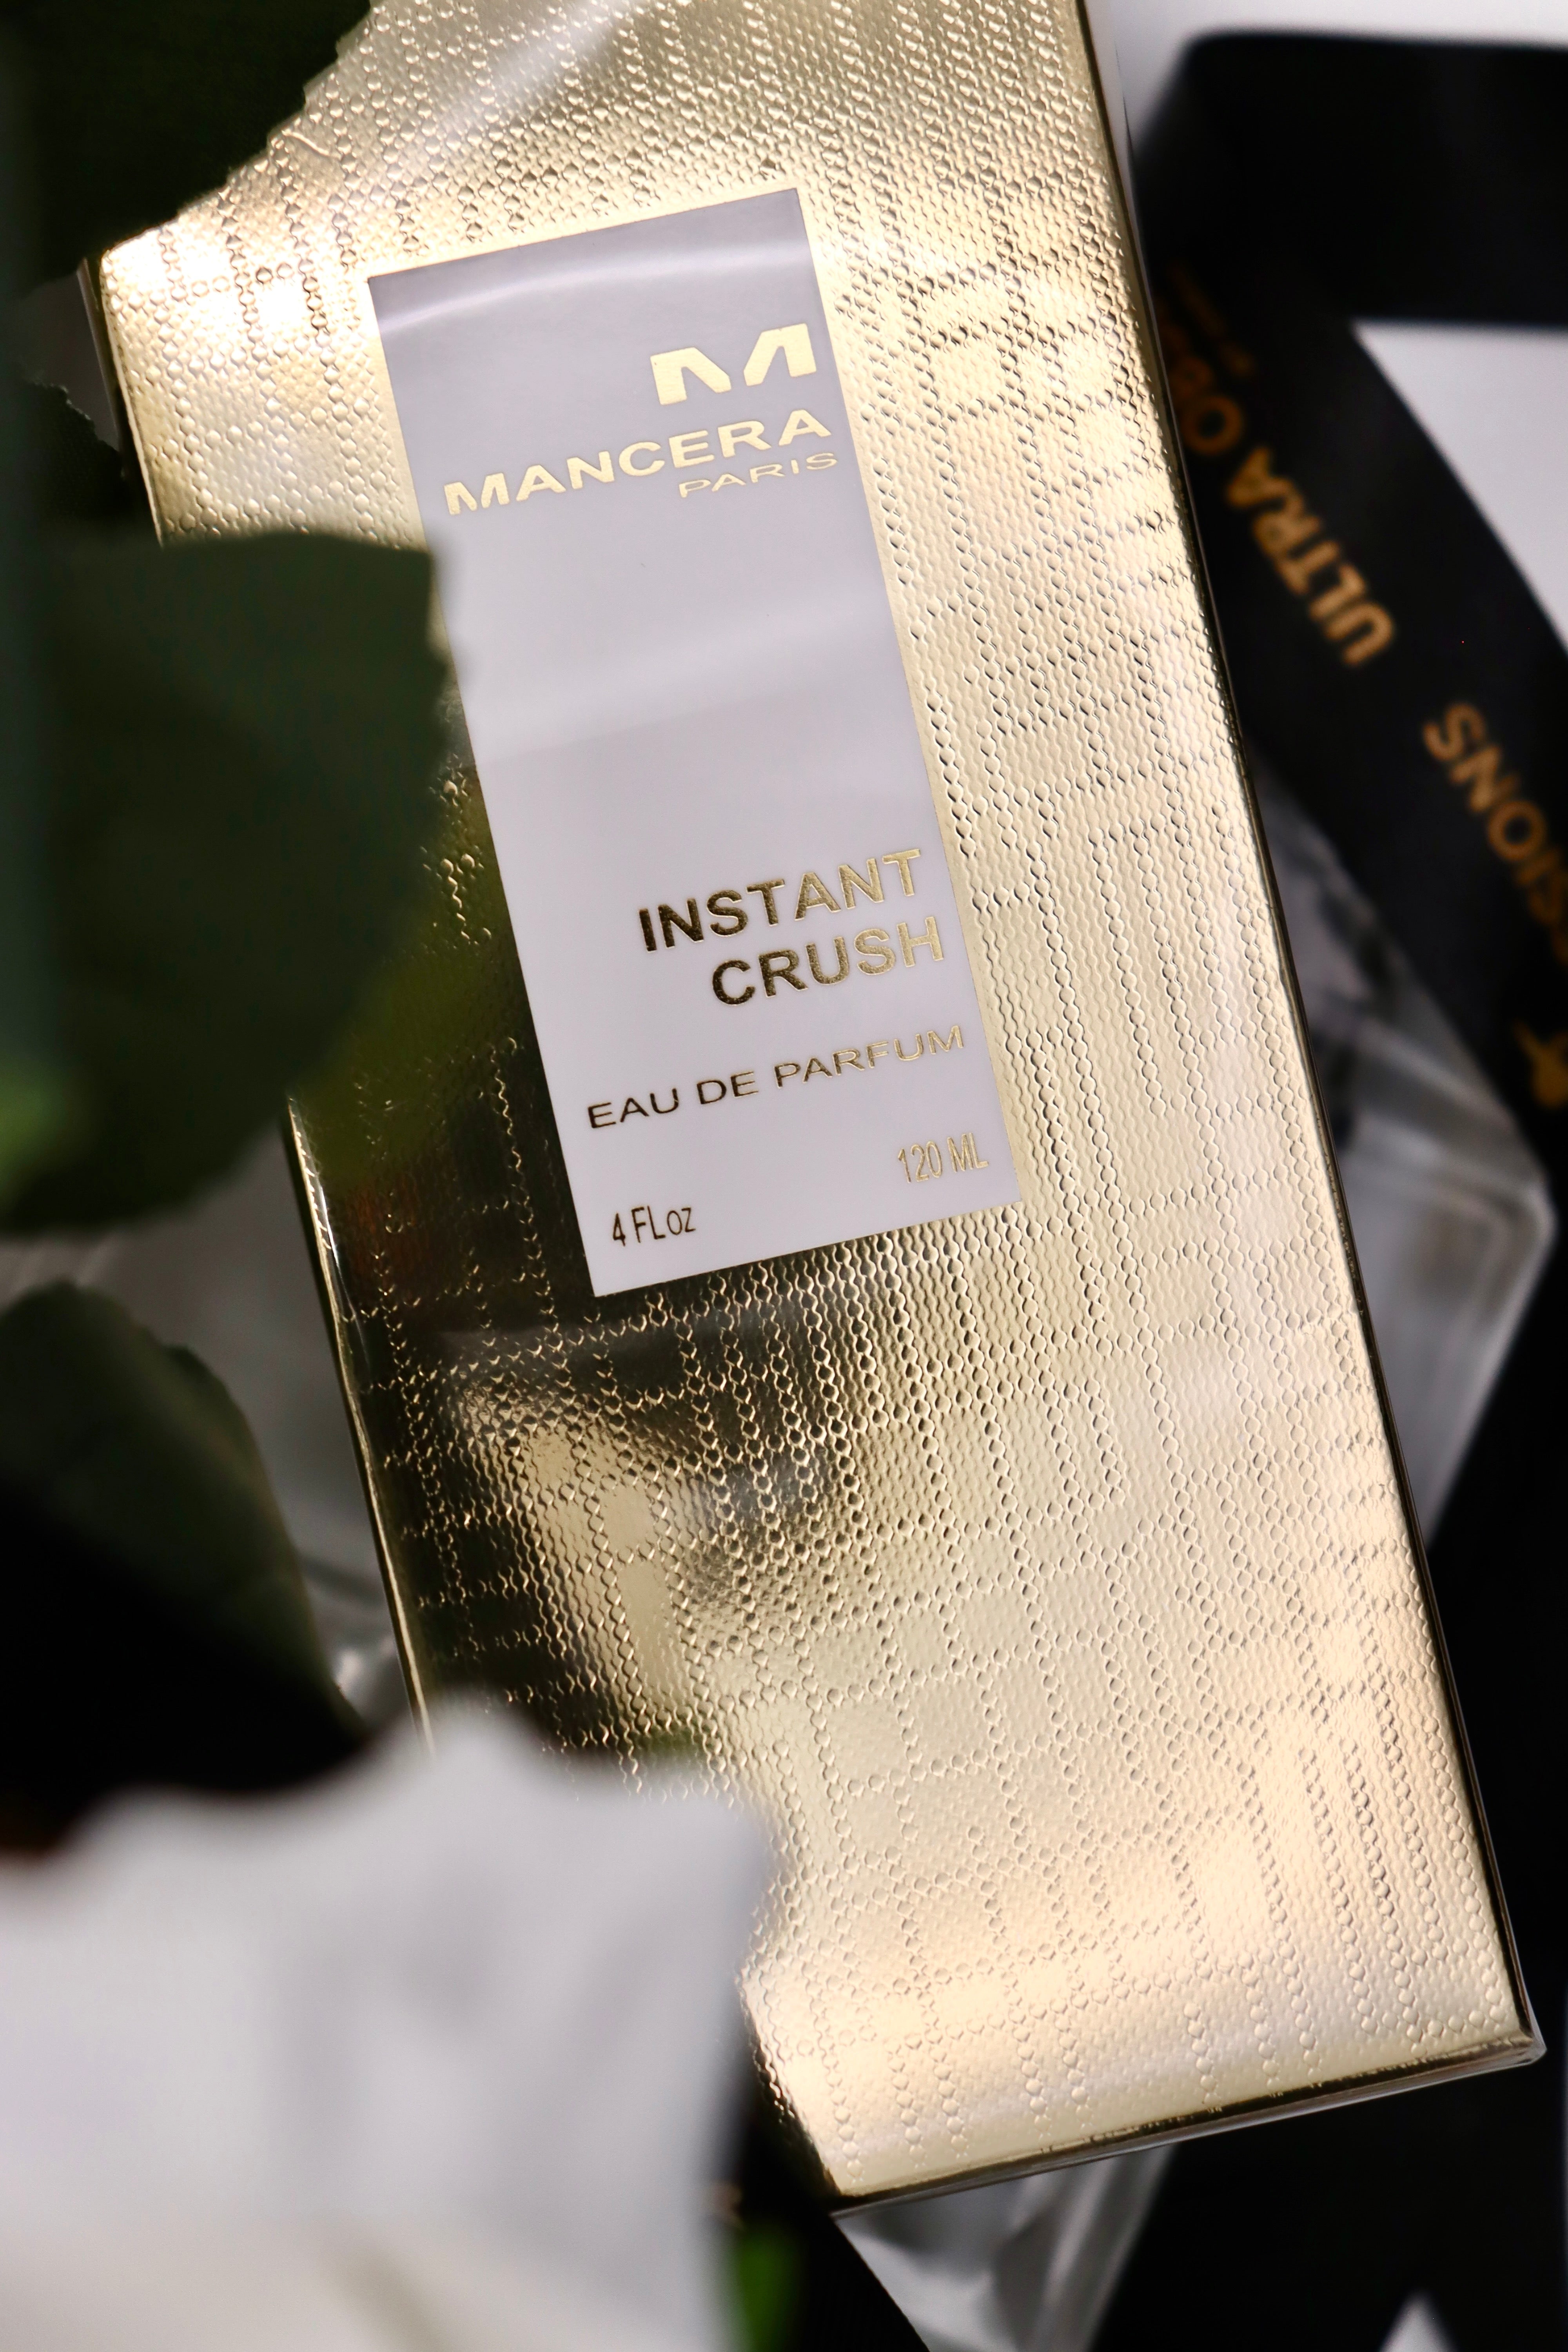 M
MANCERA
PARIS
INSTANT
CRUSH
EAU DE PARFUM
120 ML
4 FLOZ
ULTRA